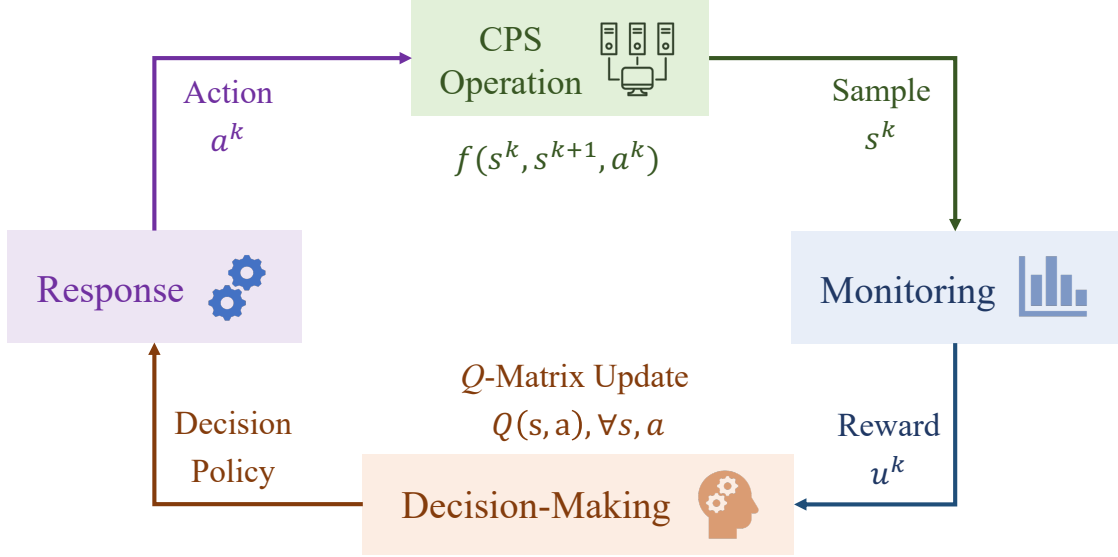 CPS
Operation
Action
a^k
Sample
s^k
f(s^k, s^{k+1}, a^k)
Response
Monitoring
Q-Matrix Update
Q(s, a), ∀s, a
Decision
Policy
Reward
u^k
Decision-Making